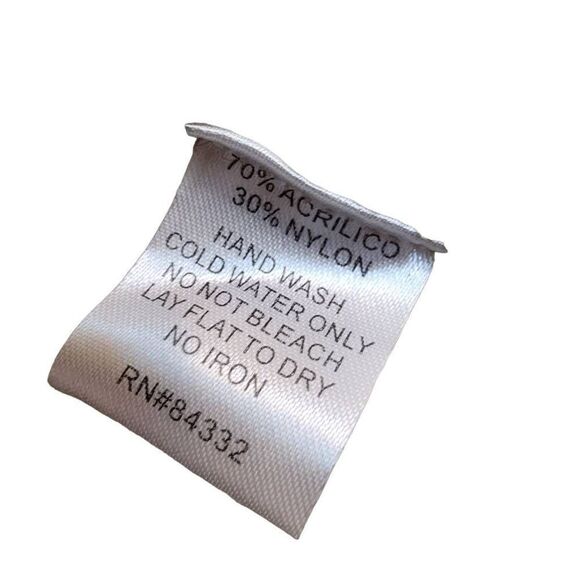 70% ACRILICO
30% NYLON
HAND WASH
COLD WATER ONLY
NO NOT BLEACH
LAY FLAT TO DRY
NO IRON
RN#84332